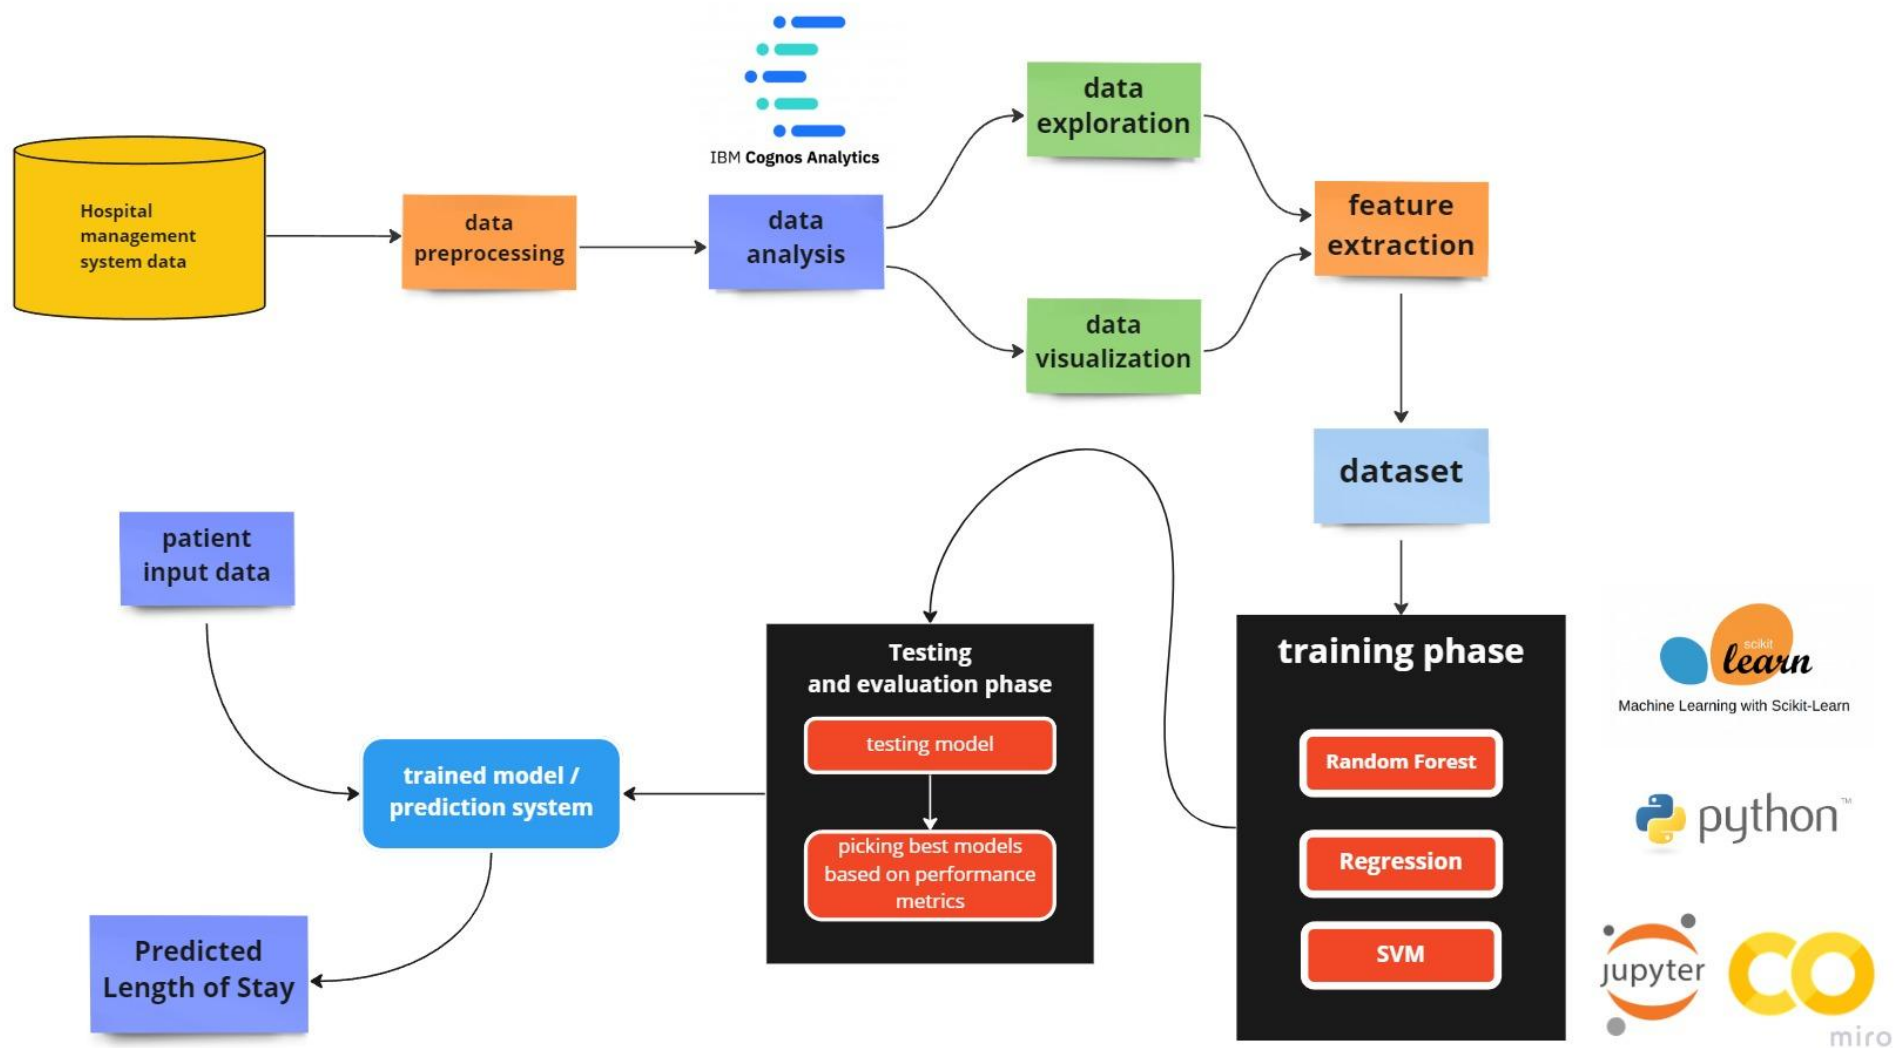 IBM Cognos Analytics
data
exploration
Hospital
management
system data
data
preprocessing
data
analysis
feature
extraction
data
visualization
dataset
patient
input data
Testing
and evaluation phase
testing model
picking best models
based on performance
metrics
training phase
Random Forest
Regression
SVM
scikit
learn
Machine Learning with Scikit-Learn
python™
trained model /
prediction system
Predicted
Length of Stay
jupyter
CO
miro